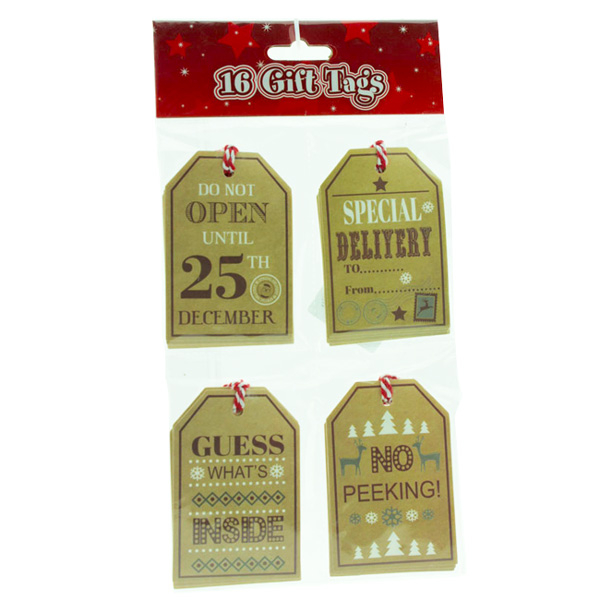 16 Gift Tags
DO NOT
OPEN
UNTIL
25TH
DECEMBER
SPECIAL
DELIVERY
TO...........
From,................
GUESS
WHAT'S
INSIDE
NO
PEEKING!